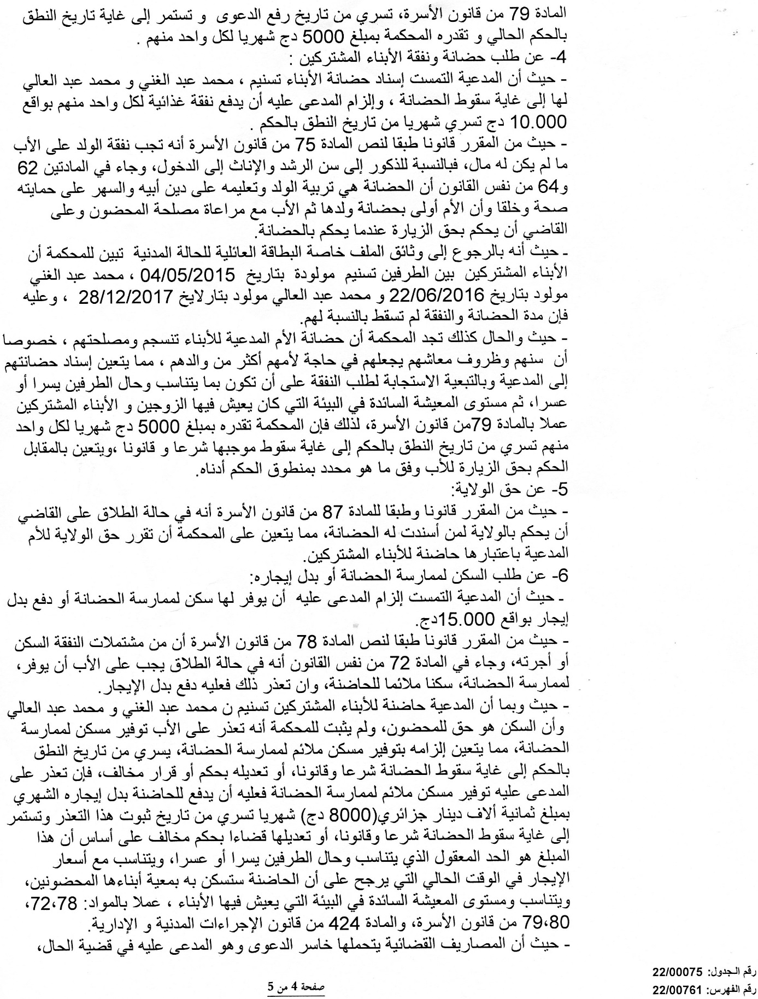 المادة 79 من قانون الأسرة، تسري من تاريخ رفع الدعوى و تستمر إلى غاية تاريخ النطق
بالحكم الحالي و تقدره المحكمة بمبلغ 5000 دج شهريا لكل واحد منهم .
4- عن طلب حضانة ونفقة الأبناء المشتركين :
- حيث أن المدعية التمست إسناد حضانة الأبناء تسنيم ، محمد عبد الغني و محمد عبد العالي
لها إلى غاية سقوط الحضانة ، وإلزام المدعى عليه أن يدفع نفقة غذائية لكل واحد منهم بواقع
10.000 دج تسري شهريا من تاريخ النطق بالحكم .
- حيث من المقرر قانونا طبقا لنص المادة 75 من قانون الأسرة أنه تجب نفقة الولد على الأب
ما لم يكن له مال، فبالنسبة للذكور إلى سن الرشد والإناث إلى الدخول، وجاء في المادتين 62
و64 من نفس القانون أن الحضانة هي تربية الولد وتعليمه على دين أبيه والسهر على حمايته
صحة وخلقا وأن الأم أولى بحضانة ولدها ثم الأب مع مراعاة مصلحة المحضون وعلى
القاضي أن يحكم بحق الزيارة عندما يحكم بالحضانة.
- حيث أنه بالرجوع إلى وثائق الملف خاصة البطاقة العائلية للحالة المدنية تبين للمحكمة أن
الأبناء المشتركين بين الطرفين تسنيم مولودة بتاريخ 04/05/2015 ، محمد عبد الغني
مولود بتاريخ 22/06/2016 و محمد عبد العالي مولود بتارلايخ 28/12/2017 ، وعليه
فإن مدة الحضانة والنفقة لم تسقط بالنسبة لهم.
- حيث والحال كذلك تجد المحكمة أن حضانة الأم المدعية للأبناء تنسجم ومصلحتهم ، خصوصا
أن سنهم وظروف معاشهم يجعلهم في حاجة لأمهم أكثر من والدهم ، مما يتعين إسناد حضانتهم
إلى المدعية وبالتبعية الاستجابة لطلب النفقة على أن تكون بما يتناسب وحال الطرفين يسرا أو
عسرا، ثم مستوى المعيشة السائدة في البيئة التي كان يعيش فيها الزوجين و الأبناء المشتركين
عملا بالمادة 79من قانون الأسرة، لذلك فإن المحكمة تقدره بمبلغ 5000 دج شهريا لكل واحد
منهم تسري من تاريخ النطق بالحكم إلى غاية سقوط موجبها شرعا و قانونا ،ويتعين بالمقابل
الحكم بحق الزيارة للأب وفق ما هو محدد بمنطوق الحكم أدناه.
5- عن حق الولاية:
- حيث من المقرر قانونا وطبقا للمادة 87 من قانون الأسرة أنه في حالة الطلاق على القاضي
أن يحكم بالولاية لمن أسندت له الحضانة، مما يتعين على المحكمة أن تقرر حق الولاية للأم
المدعية باعتبارها حاضنة للأبناء المشتركين.
6- عن طلب السكن لممارسة الحضانة أو بدل إيجاره:
- حيث أن المدعية التمست إلزام المدعى عليه أن يوفر لها سكن لممارسة الحضانة أو دفع بدل
إيجار بواقع 15.000دج.
- حيث من المقرر قانونا طبقا لنص المادة 78 من قانون الأسرة أن من مشتملات النفقة السكن
أو أجرته، وجاء في المادة 72 من نفس القانون أنه في حالة الطلاق يجب على الأب أن يوفر،
لممارسة الحضانة، سكنا ملائما للحاضنة، وان تعذر ذلك فعليه دفع بدل الإيجار.
- حيث وبما أن المدعية حاضنة للأبناء المشتركين تسنيم ن محمد عبد الغني و محمد عبد العالي
وأن السكن هو حق للمحضون، ولم يثبت للمحكمة أنه تعذر على الأب توفير مسكن لممارسة
الحضانة، مما يتعين إلزامه بتوفير مسكن ملائم لممارسة الحضانة، يسري من تاريخ النطق
بالحكم إلى غاية سقوط الحضانة شرعا وقانونا، أو تعديله بحكم أو قرار مخالف، فإن تعذر على
المدعى عليه توفير مسكن ملائم لممارسة الحضانة فعليه أن يدفع للحاضنة بدل إيجاره الشهري
بمبلغ ثمانية ألاف دينار جزائري(8000 دج) شهريا تسري من تاريخ ثبوت هذا التعذر وتستمر
إلى غاية سقوط الحضانة شرعا وقانونا، أو تعديلها قضاءا بحكم مخالف على أساس أن هذا
المبلغ هو الحد المعقول الذي يتناسب وحال الطرفين يسرا أو عسرا، ويتناسب مع أسعار
الإيجار في الوقت الحالي التي يرجح على أن الحاضنة ستسكن به بمعية أبناءها المحضونين،
ويتناسب ومستوى المعيشة السائدة في البيئة التي يعيش فيها الأبناء ، عملا بالمواد: 72،78،
79،80 من قانون الأسرة، والمادة 424 من قانون الإجراءات المدنية و الإدارية.
- حيث أن المصاريف القضائية يتحملها خاسر الدعوى وهو المدعى عليه في قضية الحال،
رقم الجدول: 22/00075
رقم الفهرس: 22/00761
صفحة 4 من 5